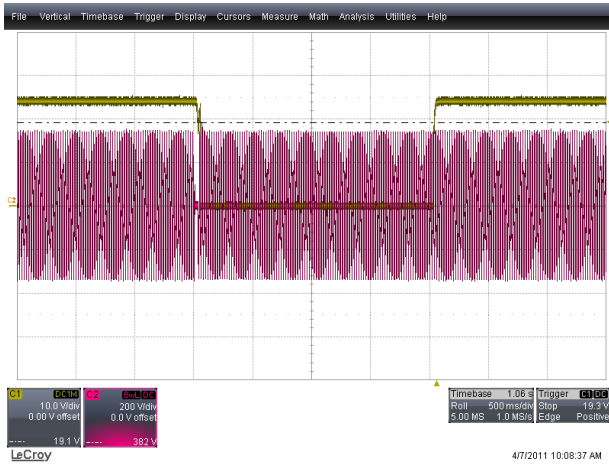 File Vertical Timebase Trigger Display Cursors Measure Math Analysis Utilities Help
C2
C1 DC1M
10.0 V/div
0.00 V offset
19.1 V
C2 BwL DC
200 V/div
0.0 V offset
382 V
Timebase 1.06 s
Roll 500 ms/div
5.00 MS 1.0 MS/s
Trigger C1 DC
Stop 19.3 V
Edge Positive
LeCroy
4/7/2011 10:08:37 AM